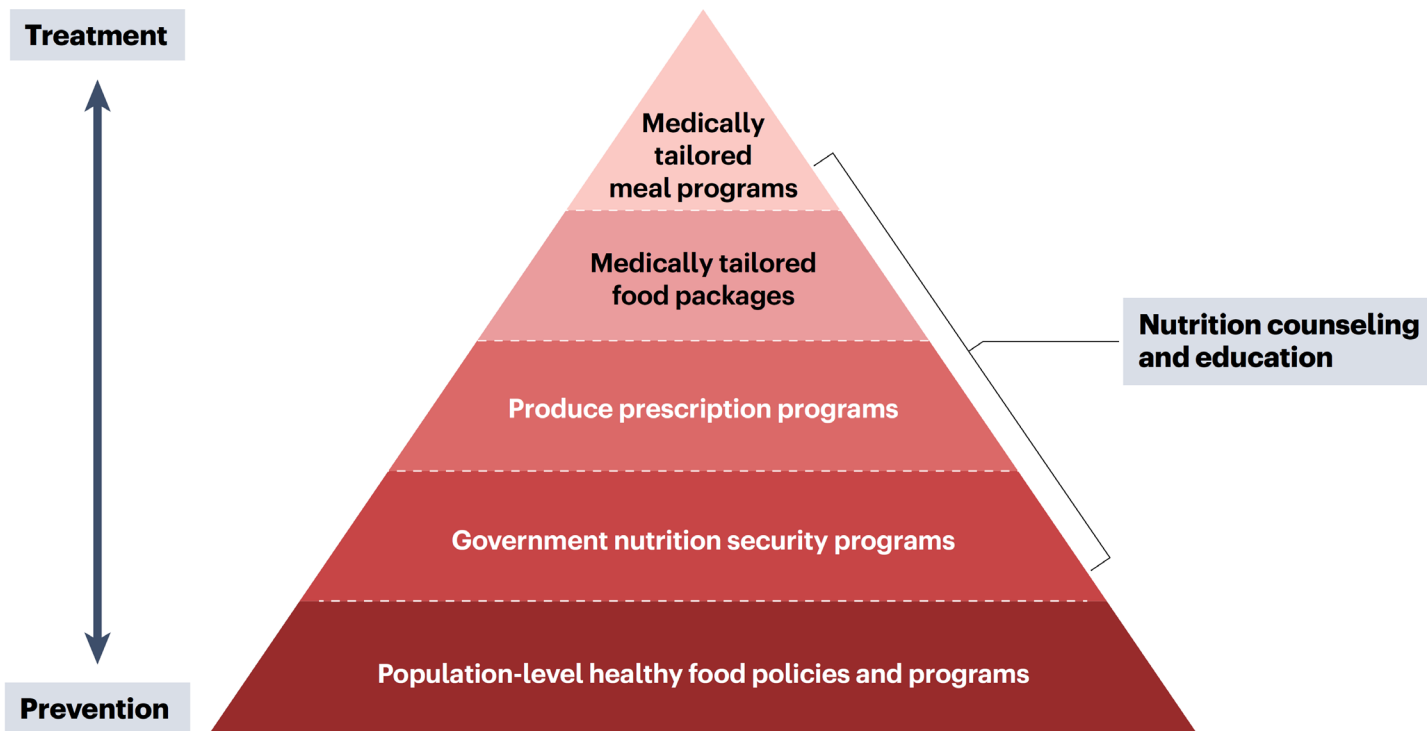 Treatment
Medically
tailored
meal programs
Medically tailored
food packages
Nutrition counseling
and education
Produce prescription programs
Government nutrition security programs
Population-level healthy food policies and programs
Prevention